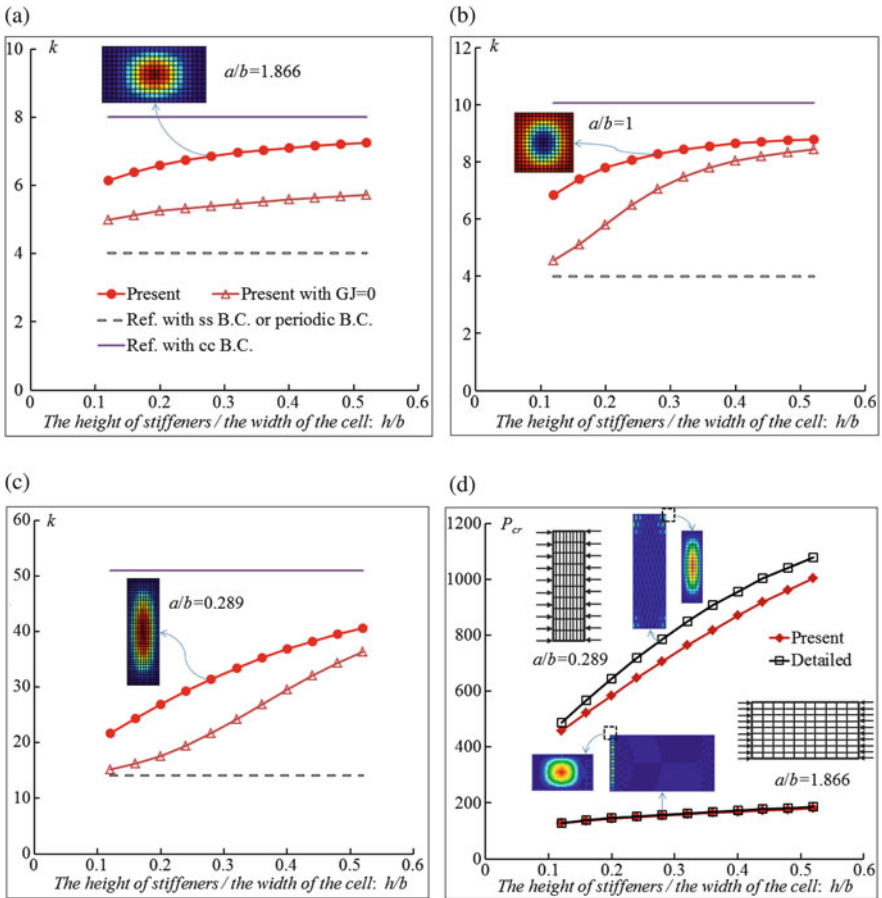 (a)
k
10
8
6
4
2
0
a/b=1.866
Present
Present with GJ=0
Ref. with ss B.C. or periodic B.C.
Ref. with cc B.C.
0 0.1 0.2 0.3 0.4 0.5 0.6
The height of stiffeners / the width of the cell: h/b
(b)
k
12
10
8
6
4
2
0
a/b=1
0 0.1 0.2 0.3 0.4 0.5 0.6
The height of stiffeners / the width of the cell: h/b
(c)
k
60
50
40
30
20
10
0
a/b=0.289
0 0.1 0.2 0.3 0.4 0.5 0.6
The height of stiffeners / the width of the cell: h/b
(d)
Pcr
1200
1000
800
600
400
200
0
a/b=0.289
Present
Detailed
a/b=1.866
0 0.1 0.2 0.3 0.4 0.5 0.6
The height of stiffeners / the width of the cell: h/b